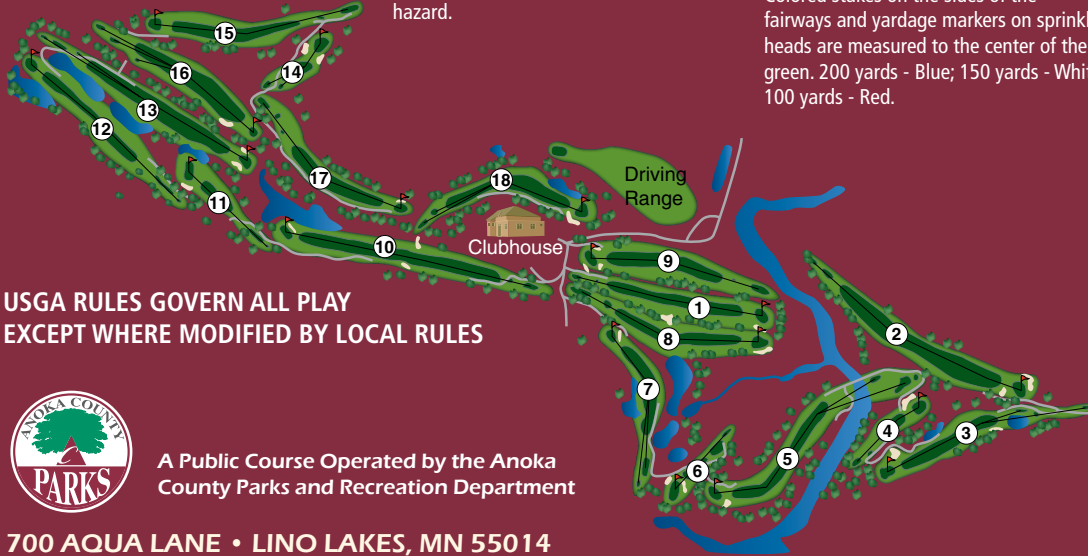 hazard.
Colored stakes on the sides of the
fairways and yardage markers on sprinkl
heads are measured to the center of the
green. 200 yards - Blue; 150 yards - Whit
100 yards - Red.
15
14
16
13
12
17
11
18
10
Driving
Range
Clubhouse
9
1
8
2
7
4
3
5
6
USGA RULES GOVERN ALL PLAY
EXCEPT WHERE MODIFIED BY LOCAL RULES
ANOKA COUNTY
PARKS
A Public Course Operated by the Anoka
County Parks and Recreation Department
700 AQUA LANE • LINO LAKES, MN 55014